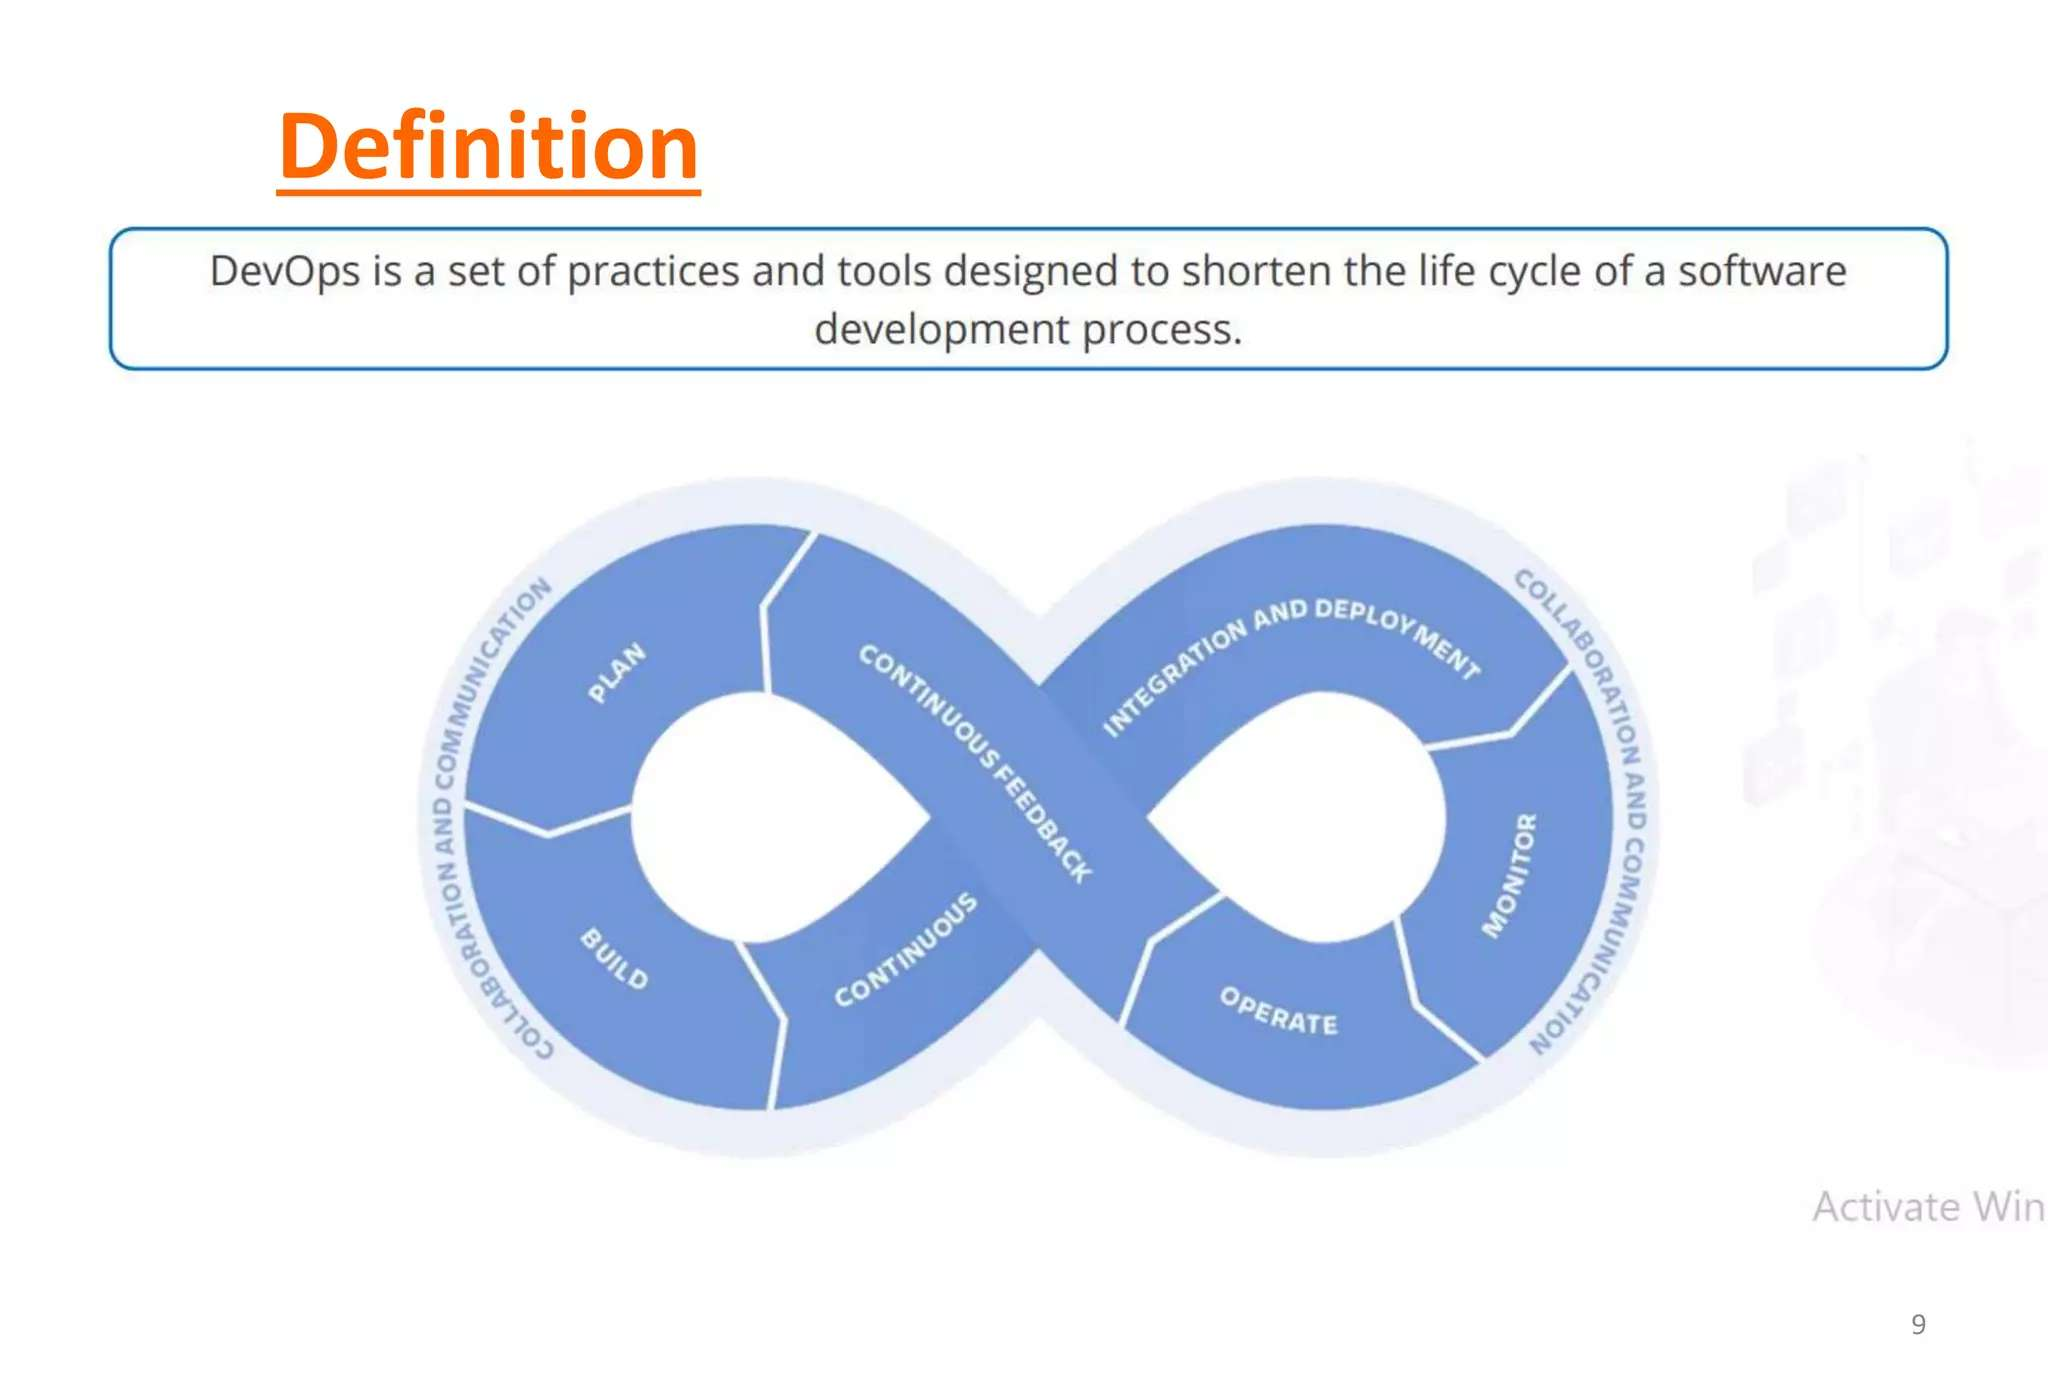 Definition
DevOps is a set of practices and tools designed to shorten the life cycle of a software
development process.
COLLABORATION AND COMMUNICATION
PLAN
BUILD
CONTINUOUS
CONTINUOUS FEEDBACK
INTEGRATION AND DEPLOYMENT
MONITOR
OPERATE
COLLABORATION AND COMMUNICATION
Activate Win
9